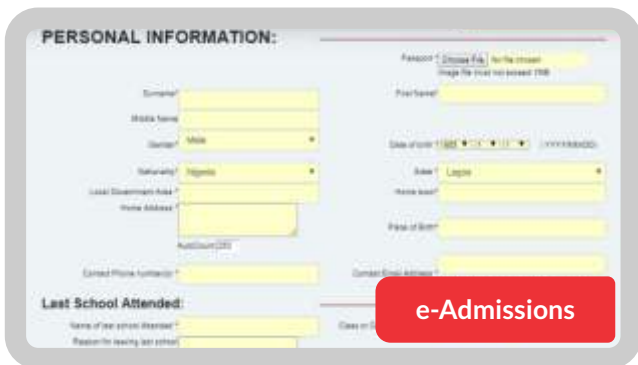 PERSONAL INFORMATION:
Passport * Choose File No file chosen
Image file must not exceed 1MB
Surname*
First Name*
Middle Name
Gender* Male
Date of birth * (YYYY/MM/DD)
Nationality* Nigeria
State * Lagos
Local Government Area *
Home town*
Home Address *
Place of Birth*
Contact Phone number(s) *
Contact Email Address *
Last School Attended:
e-Admissions
Name of last school Attended *
Class or
Reason for leaving last school